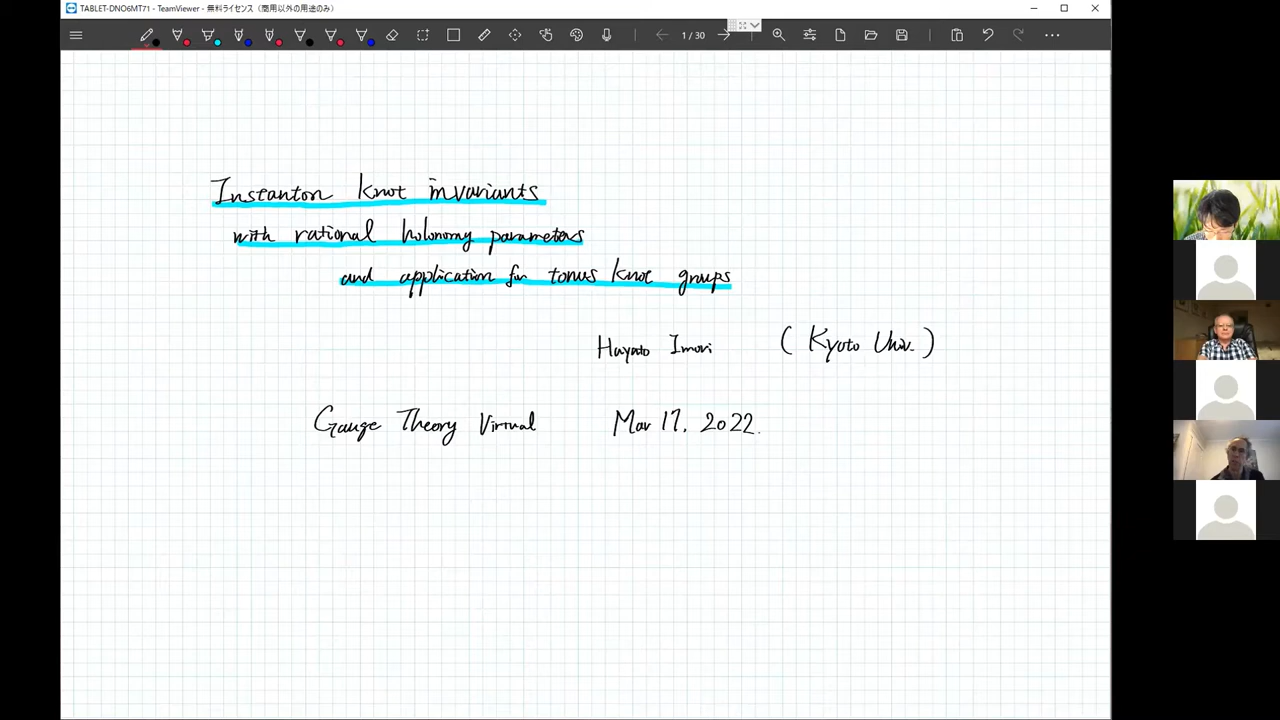 TABLET-DNO6MT71 - TeamViewer - 無料ライセンス (商用以外の用途のみ)
1 / 30
Instanton knot invariants
with rational holonomy parameters
and application for torus knot groups
Hayato Imori (Kyoto Univ.)
Gauge Theory Virtual Mar 17, 2022.